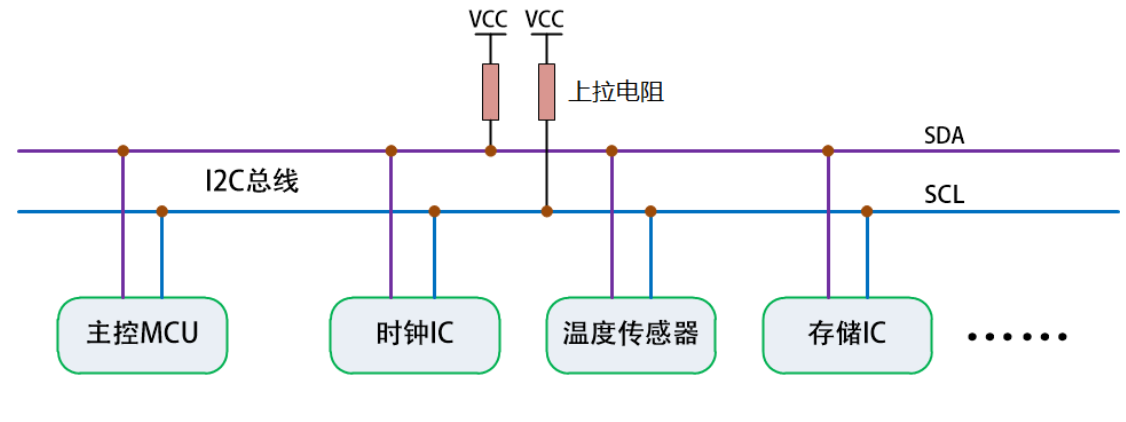 VCC VCC
上拉电阻
SDA
I2C总线
SCL
主控MCU
时钟IC
温度传感器
存储IC
······